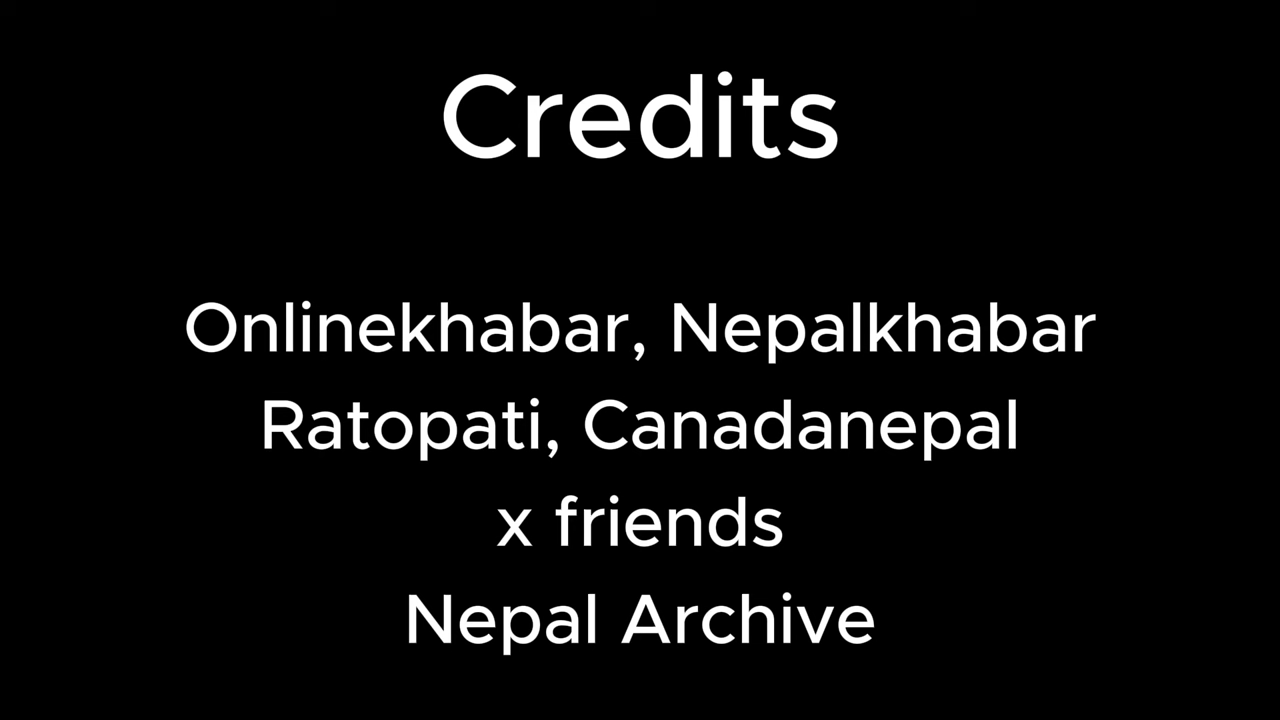 Credits
Onlinekhabar, Nepalkhabar
Ratopati, Canadanepal
x friends
Nepal Archive